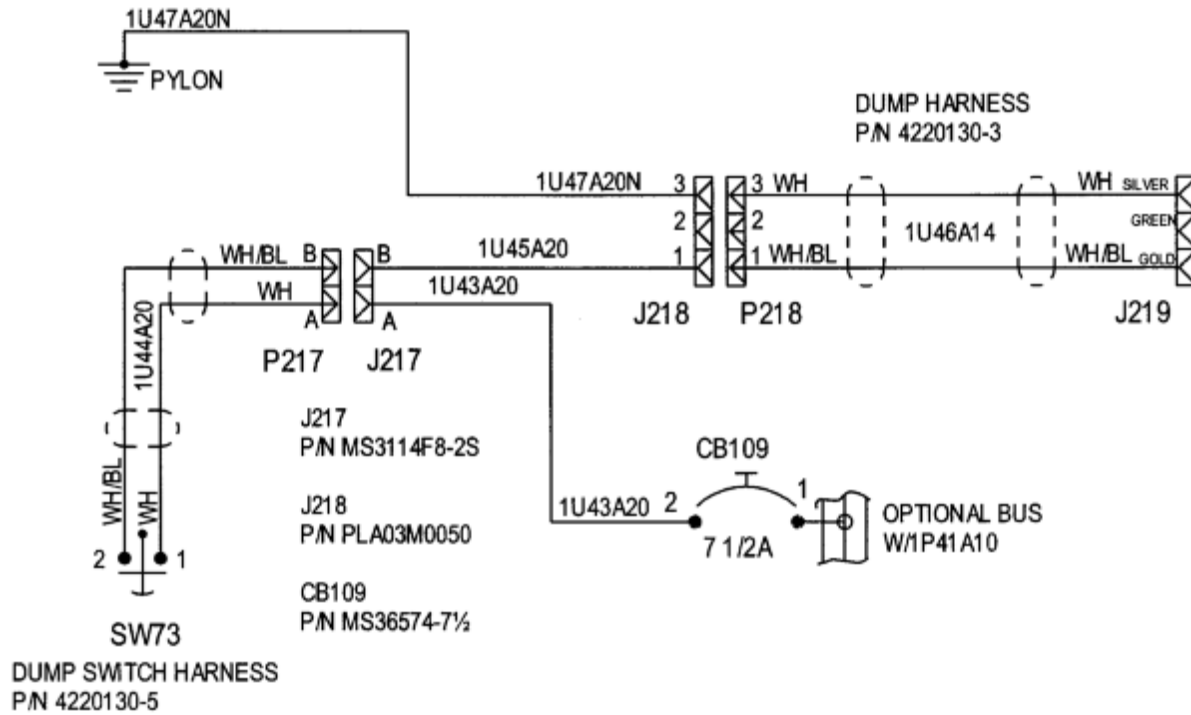 1U47A20N
PYLON
DUMP HARNESS
P/N 4220130-3
1U47A20N 3 3 WH WH SILVER
2 2 1U46A14 GREEN
WH/BL B B 1U45A20 1 1 WH/BL WH/BL GOLD
WH A A 1U43A20
J218 P218 J219
P217 J217
1U44A20
J217
P/N MS3114F8-2S
J218
P/N PLA03M0050
CB109
P/N MS36574-7½
CB109
1U43A20 2 1
7 1/2A
OPTIONAL BUS
W/1P41A10
WH/BL WH
2 1
SW73
DUMP SWITCH HARNESS
P/N 4220130-5